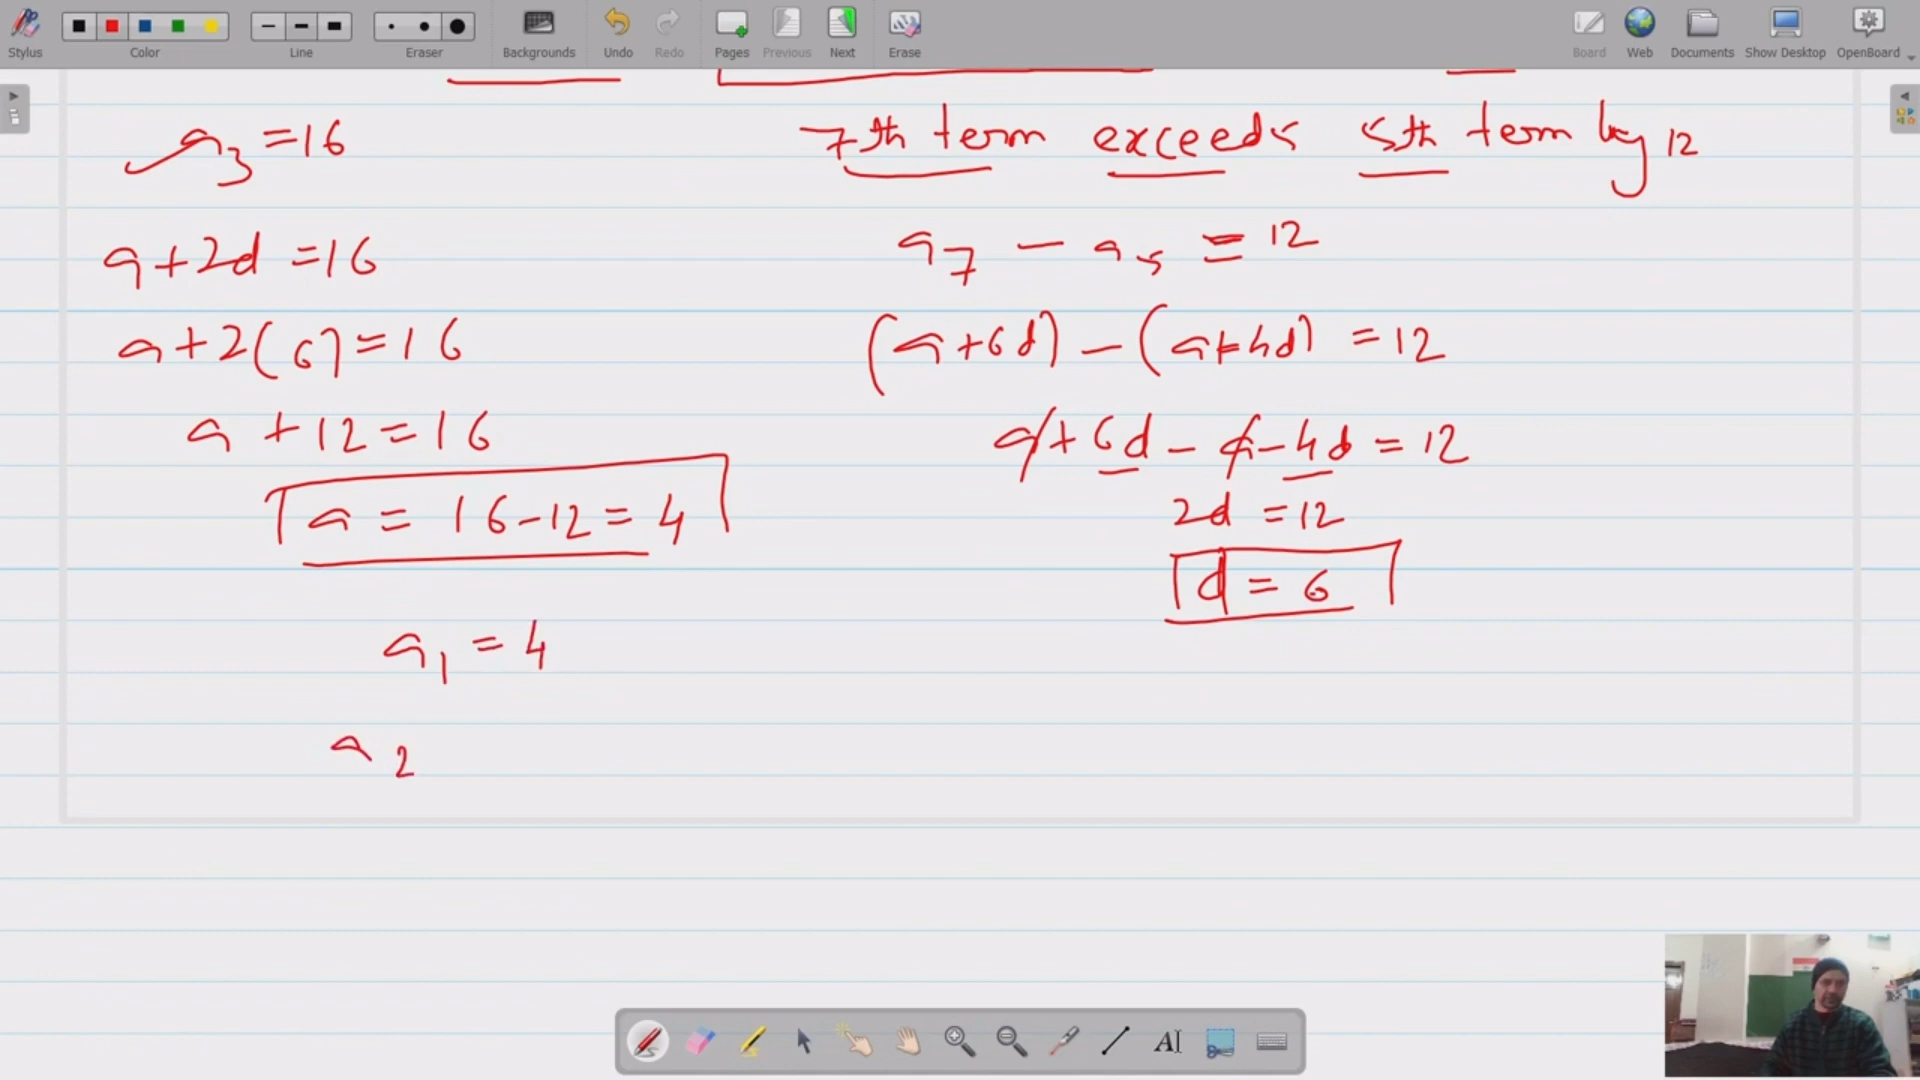 Stylus Color Line Eraser Backgrounds Undo Redo Pages Previous Next Erase Board Web Documents Show Desktop OpenBoard
a3 = 16
a + 2d = 16
a + 2(6) = 16
a + 12 = 16
a = 16 - 12 = 4
a1 = 4
a2
7th term exceeds 5th term by 12
a7 - a5 = 12
(a + 6d) - (a + 4d) = 12
a + 6d - a - 4d = 12
2d = 12
d = 6